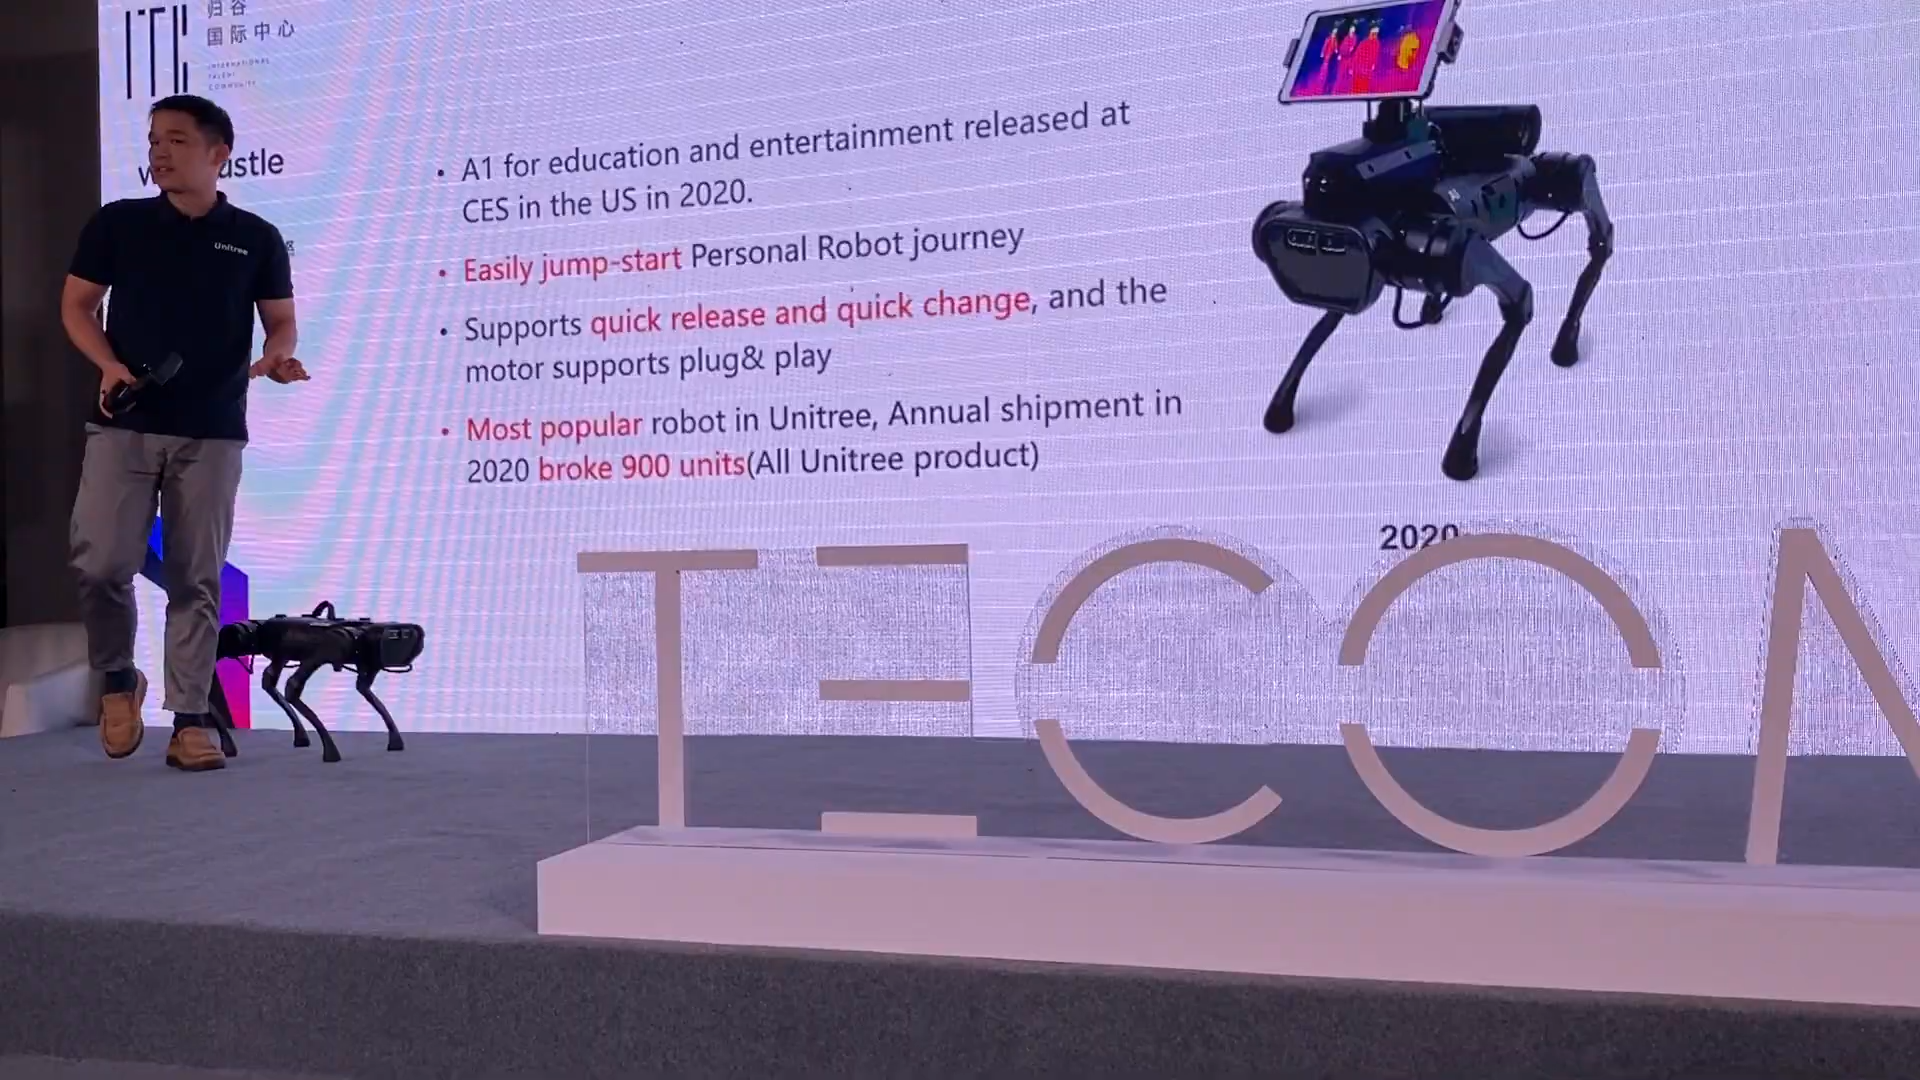 ITC
归谷
国际中心
INTERNATIONAL
TALENT
COMMUNITY
Unitree
• A1 for education and entertainment released at
CES in the US in 2020.
• Easily jump-start Personal Robot journey
• Supports quick release and quick change, and the
motor supports plug& play
• Most popular robot in Unitree, Annual shipment in
2020 broke 900 units(All Unitree product)
2020
TECON